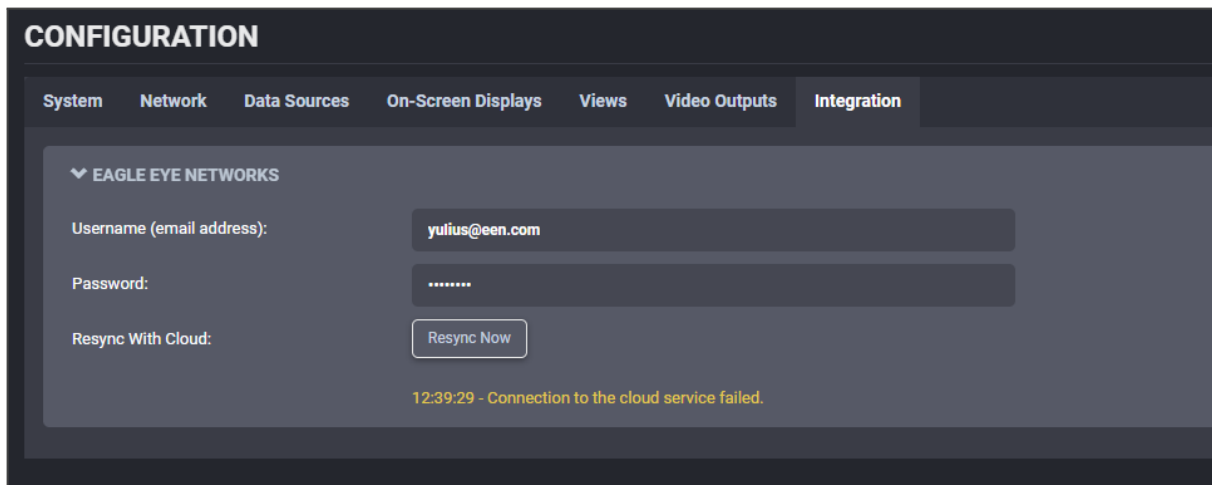 CONFIGURATION
System Network Data Sources On-Screen Displays Views Video Outputs Integration
EAGLE EYE NETWORKS
Username (email address): yulius@een.com
Password: ••••••••
Resync With Cloud: Resync Now
12:39:29 - Connection to the cloud service failed.